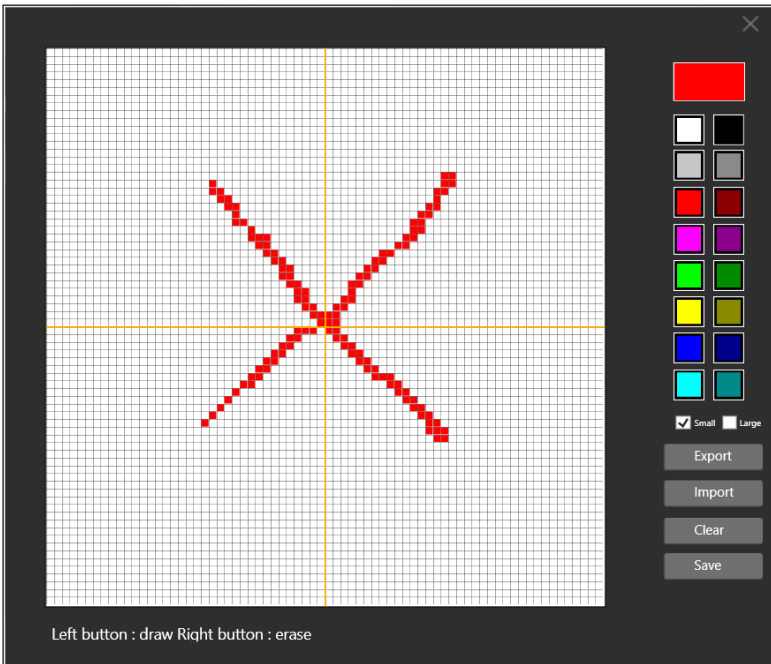 Small Large
Export
Import
Clear
Save
Left button : draw Right button : erase